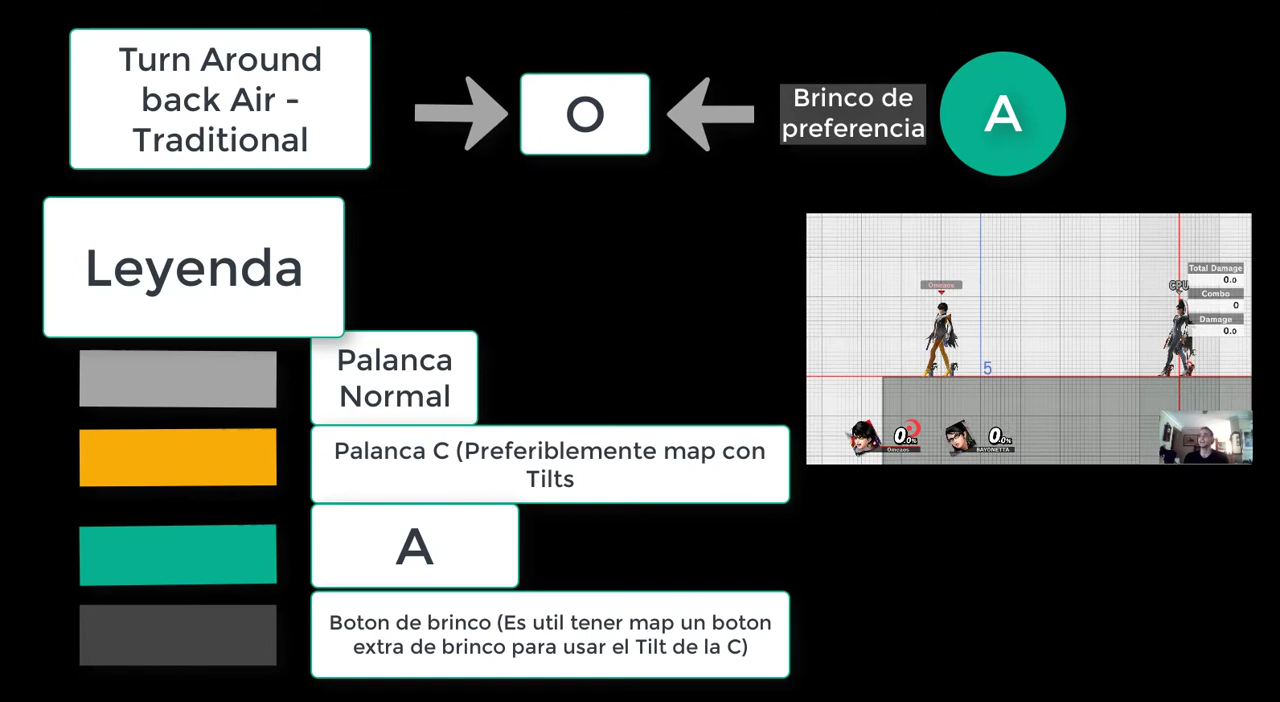 Turn Around
back Air -
Traditional
O
Brinco de
preferencia
A
Leyenda
Palanca
Normal
Palanca C (Preferiblemente map con
Tilts
A
Boton de brinco (Es util tener map un boton
extra de brinco para usar el Tilt de la C)
Omcaos
CPU
Total Damage
0.0
Combo
0
Damage
0.0
5
0.0%
Omcaos
0.0%
BAYONETTA